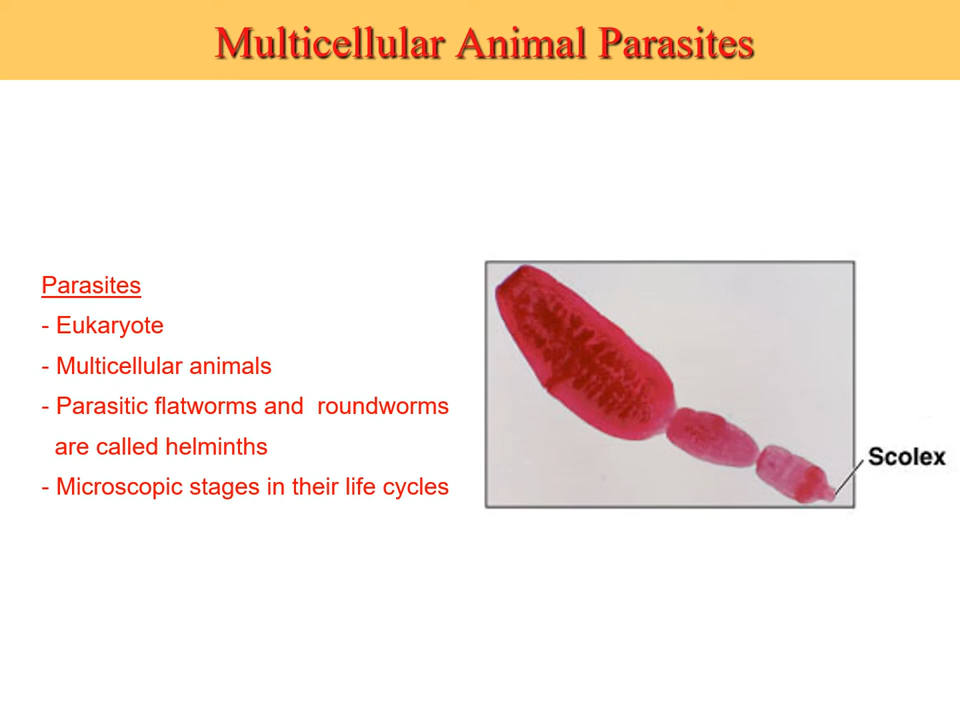 Multicellular Animal Parasites
Parasites
- Eukaryote
- Multicellular animals
- Parasitic flatworms and  roundworms
are called helminths
- Microscopic stages in their life cycles
Scolex